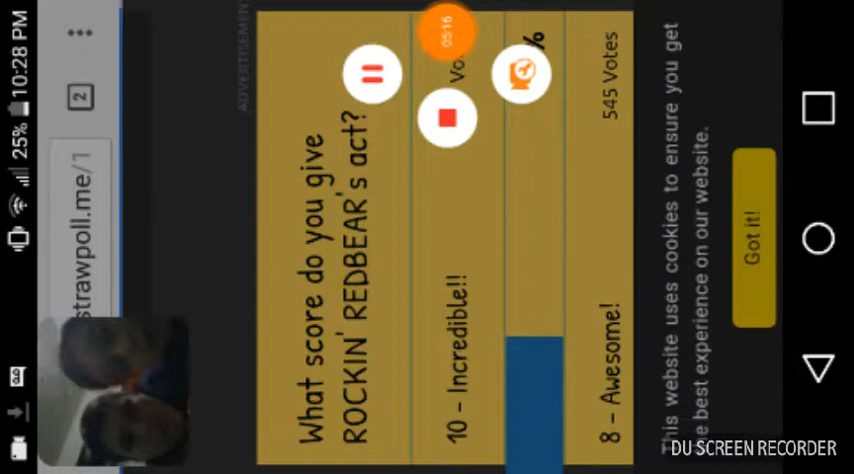 25% 10:28 PM
strawpoll.me/1
2
ADVERTISEMENT
What score do you give
ROCKIN' REDBEAR's act?
10 - Incredible!!
%
8 - Awesome! 545 Votes
This website uses cookies to ensure you get
the best experience on our website.
Got it!
05:16
DU SCREEN RECORDER